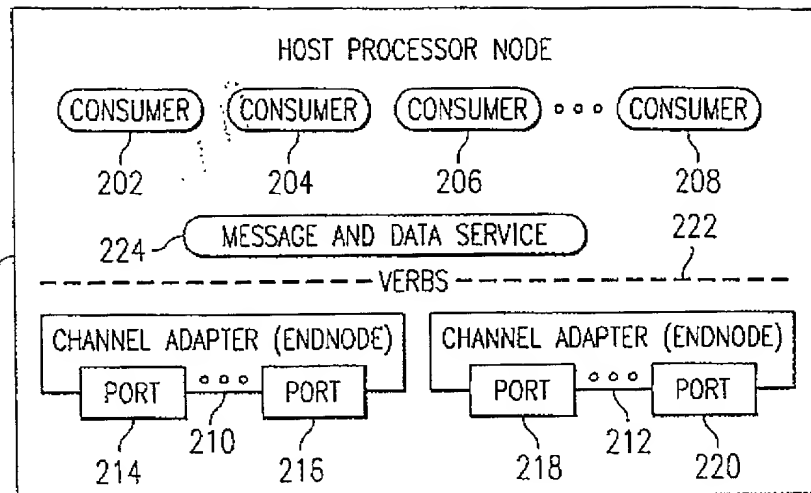 HOST PROCESSOR NODE
CONSUMER CONSUMER CONSUMER CONSUMER
202 204 206 208
224 MESSAGE AND DATA SERVICE 222
VERBS
CHANNEL ADAPTER (ENDNODE) CHANNEL ADAPTER (ENDNODE)
PORT PORT PORT PORT
214 210 216 218 212 220